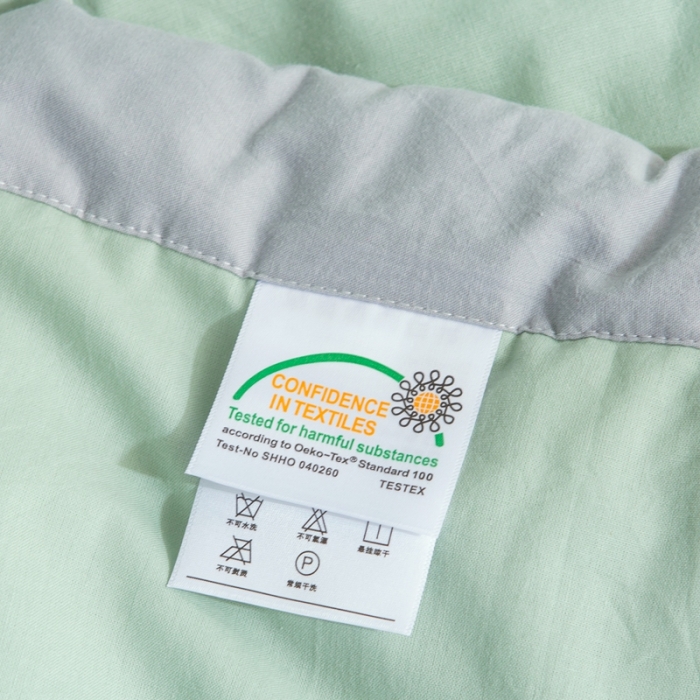 CONFIDENCE
IN TEXTILES
Tested for harmful substances
according to Oeko-Tex® Standard 100
Test-No SHHO 040260
TESTEX
不可水洗
不可氯漂
悬挂晾干
不可熨烫
P
常规干洗